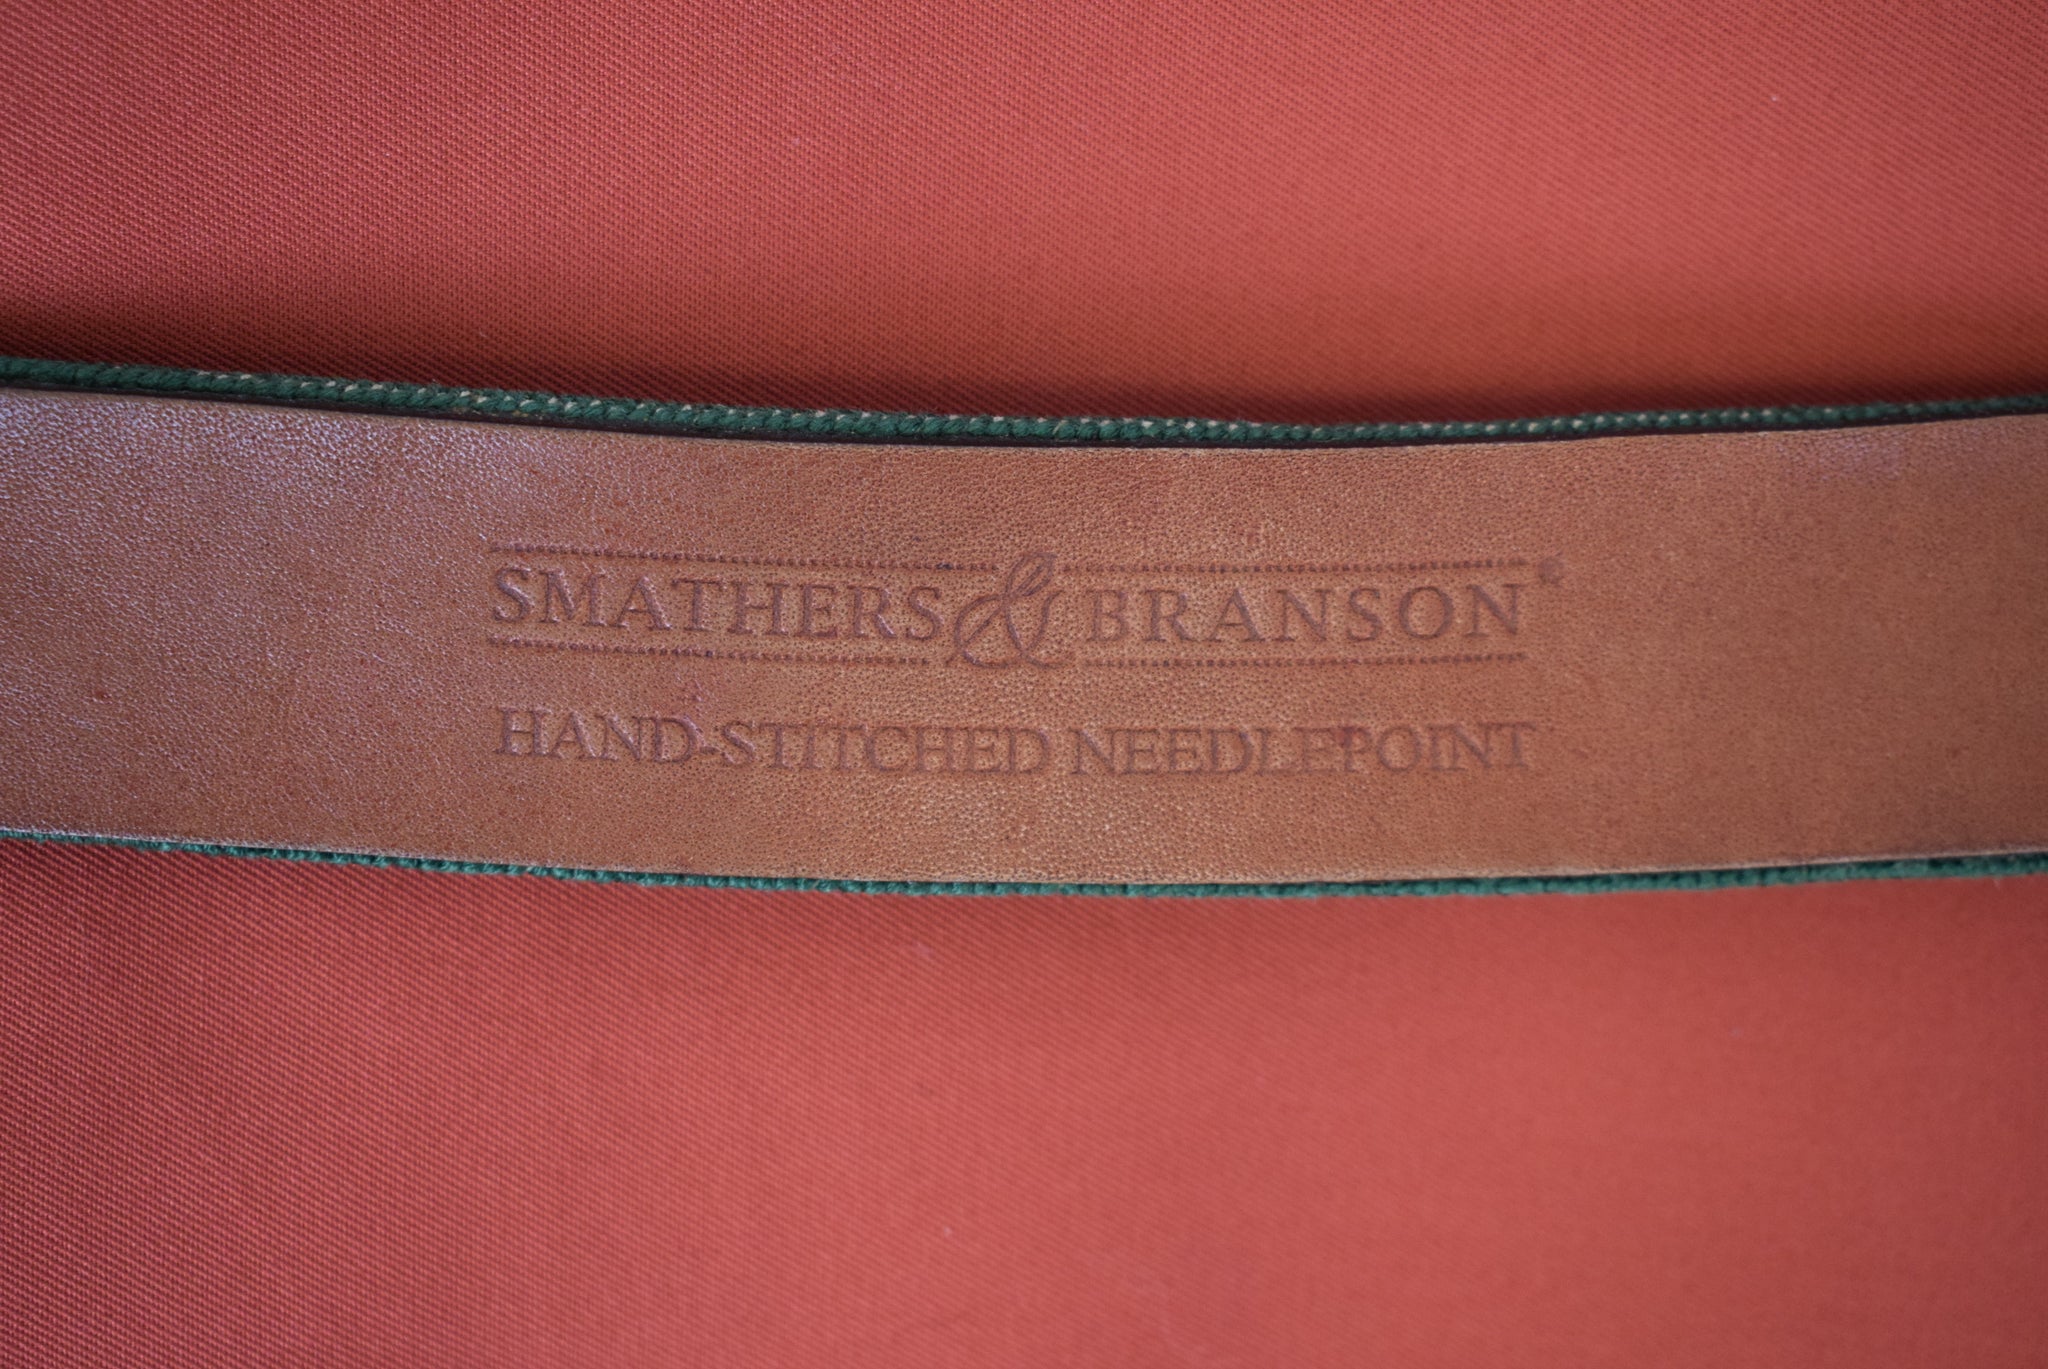 SMATHERS & BRANSON®
HAND-STITCHED NEEDLEPOINT